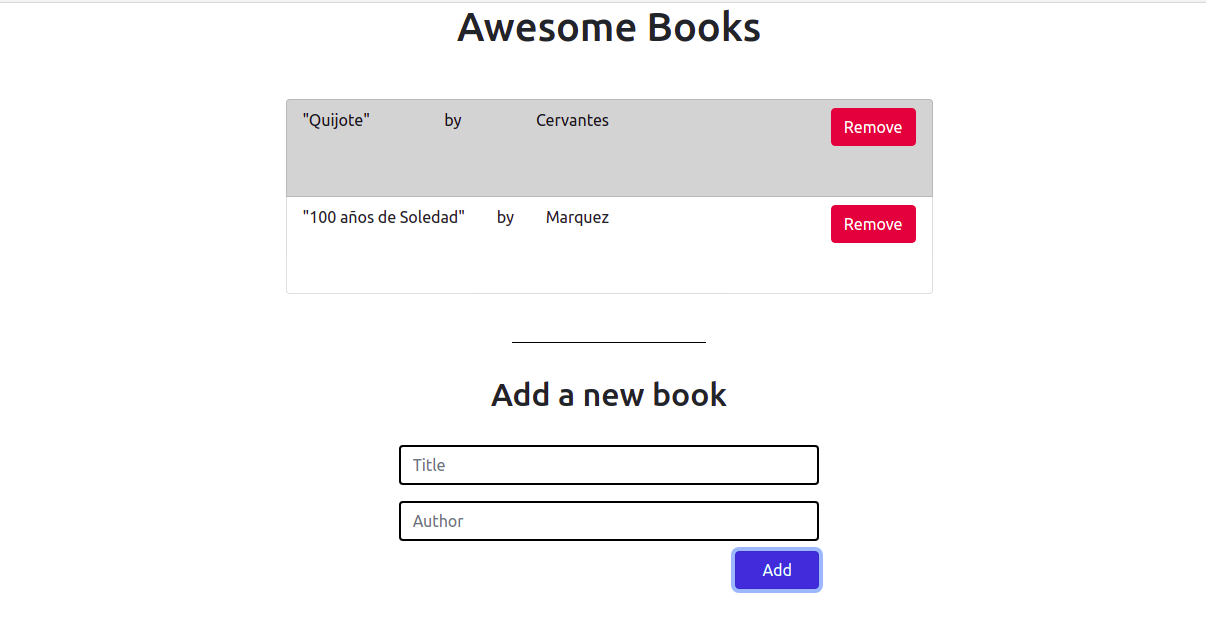 Awesome Books
"Quijote" by Cervantes Remove
"100 años de Soledad" by Marquez Remove
Add a new book
Title
Author
Add